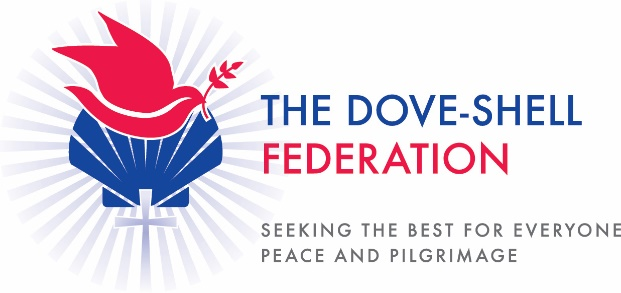 THE DOVE-SHELL
FEDERATION
SEEKING THE BEST FOR EVERYONE
PEACE AND PILGRIMAGE